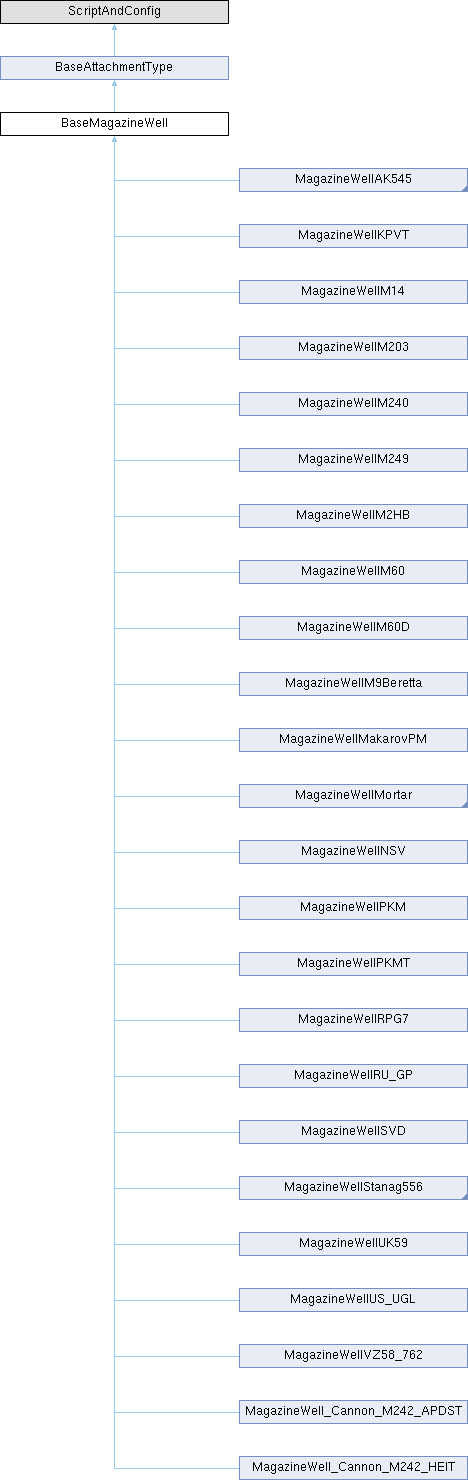 ScriptAndConfig
BaseAttachmentType
BaseMagazineWell
MagazineWellAK545
MagazineWellKPVT
MagazineWellM14
MagazineWellM203
MagazineWellM240
MagazineWellM249
MagazineWellM2HB
MagazineWellM60
MagazineWellM60D
MagazineWellM9Beretta
MagazineWellMakarovPM
MagazineWellMortar
MagazineWellNSV
MagazineWellPKM
MagazineWellPKMT
MagazineWellRPG7
MagazineWellRU_GP
MagazineWellSVD
MagazineWellStanag556
MagazineWellUK59
MagazineWellUS_UGL
MagazineWellVZ58_762
MagazineWell_Cannon_M242_APDST
MagazineWell_Cannon_M242_HEIT